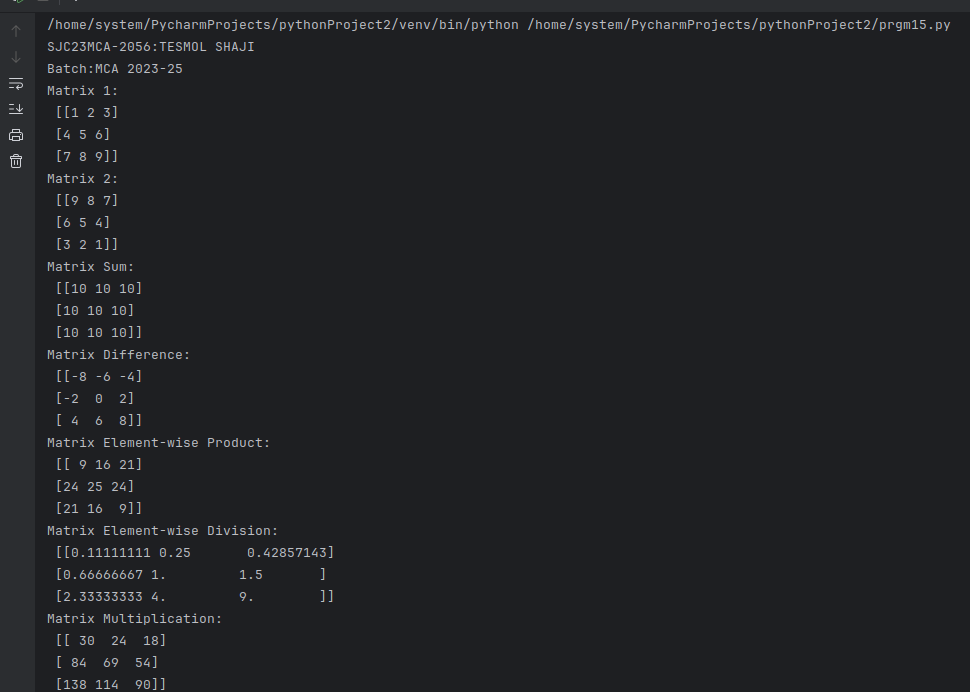 /home/system/PycharmProjects/pythonProject2/venv/bin/python /home/system/PycharmProjects/pythonProject2/prgm15.py
SJC23MCA-2056:TESMOL SHAJI
Batch:MCA 2023-25
Matrix 1:
 [[1 2 3]
 [4 5 6]
 [7 8 9]]
Matrix 2:
 [[9 8 7]
 [6 5 4]
 [3 2 1]]
Matrix Sum:
 [[10 10 10]
 [10 10 10]
 [10 10 10]]
Matrix Difference:
 [[-8 -6 -4]
 [-2  0  2]
 [ 4  6  8]]
Matrix Element-wise Product:
 [[ 9 16 21]
 [24 25 24]
 [21 16  9]]
Matrix Element-wise Division:
 [[0.11111111 0.25       0.42857143]
 [0.66666667 1.         1.5       ]
 [2.33333333 4.         9.        ]]
Matrix Multiplication:
 [[ 30  24  18]
 [ 84  69  54]
 [138 114  90]]